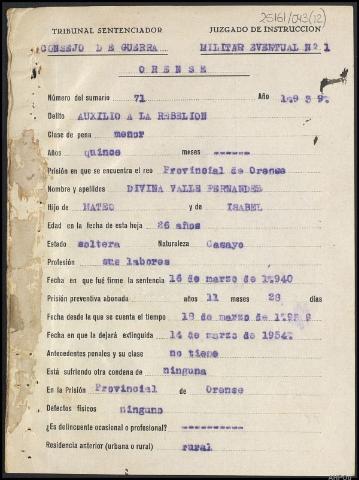 25161/043(12)
TRIBUNAL SENTENCIADOR JUZGADO DE INSTRUCCION
CONSEJO D E GUERRA MILITAR EVENTUAL Nº 1
O R E N S E
Número del sumario 71 Año 1.939.
Delito AUXILIO A LA REBELION
Clase de pena menor
Años quince meses ------
Prisión en que se encuentra el reo Provincial de Orense
Nombre y apellidos DIVINA VALLE FERNANDEZ
Hijo de MATEO y de ISABEL
Edad en la fecha de esta hoja 26 años
Estado soltera Naturaleza Casayo
Profesión sus labores
Fecha en que fué firme la sentencia 16 de marzo de 1.940
Prisión preventiva abonada años 11 meses 28 días
Fecha desde la que se cuenta el tiempo 18 de marzo de 1.939
Fecha en que la dejará extinguida 14 de marzo de 1954.
Antecedentes penales y su clase no tiene
Está sufriendo otra condena de ninguna
En la Prisión Provincial de Orense
Defectos físicos ninguno
¿Es delincuente ocasional o profesional? ----------
Residencia anterior (urbana o rural) rural